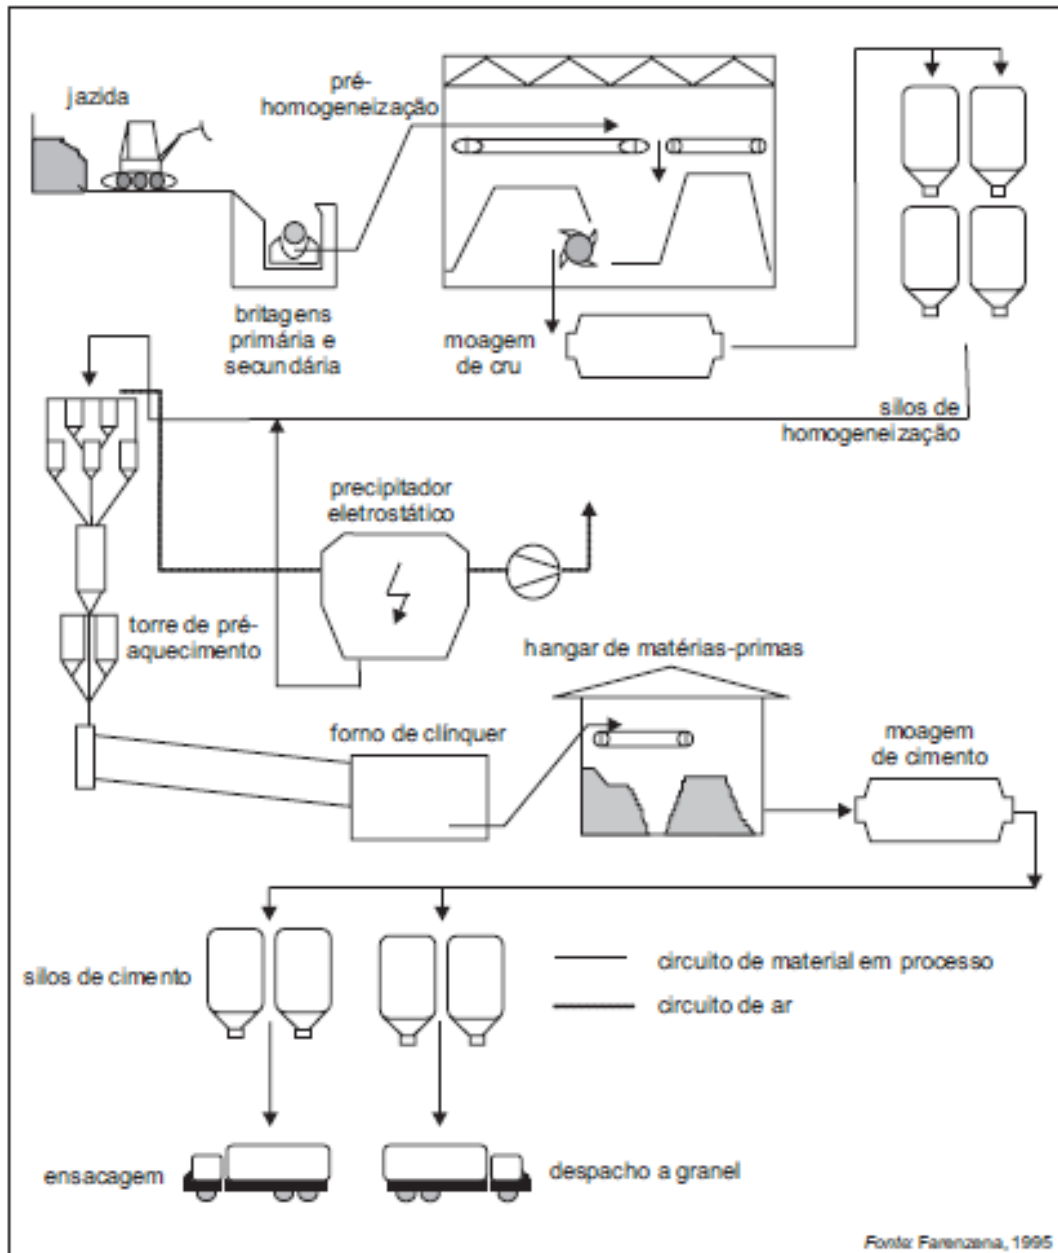 jazida
pré-
homogeneização
britagens
primária e
secundária
moagem
de cru
silos de
homogeneização
precipitador
eletrostático
torre de pré-
aquecimento
hangar de matérias-primas
forno de clínquer
moagem
de cimento
silos de cimento
circuito de material em processo
circuito de ar
ensacagem
despacho a granel
Fonte: Farenzena, 1995